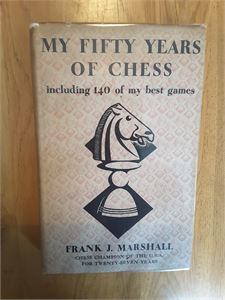 MY FIFTY YEARS
OF CHESS
including 140 of my best games
FRANK J. MARSHALL
CHESS CHAMPION OF THE U.S.A.
FOR TWENTY-SEVEN YEARS